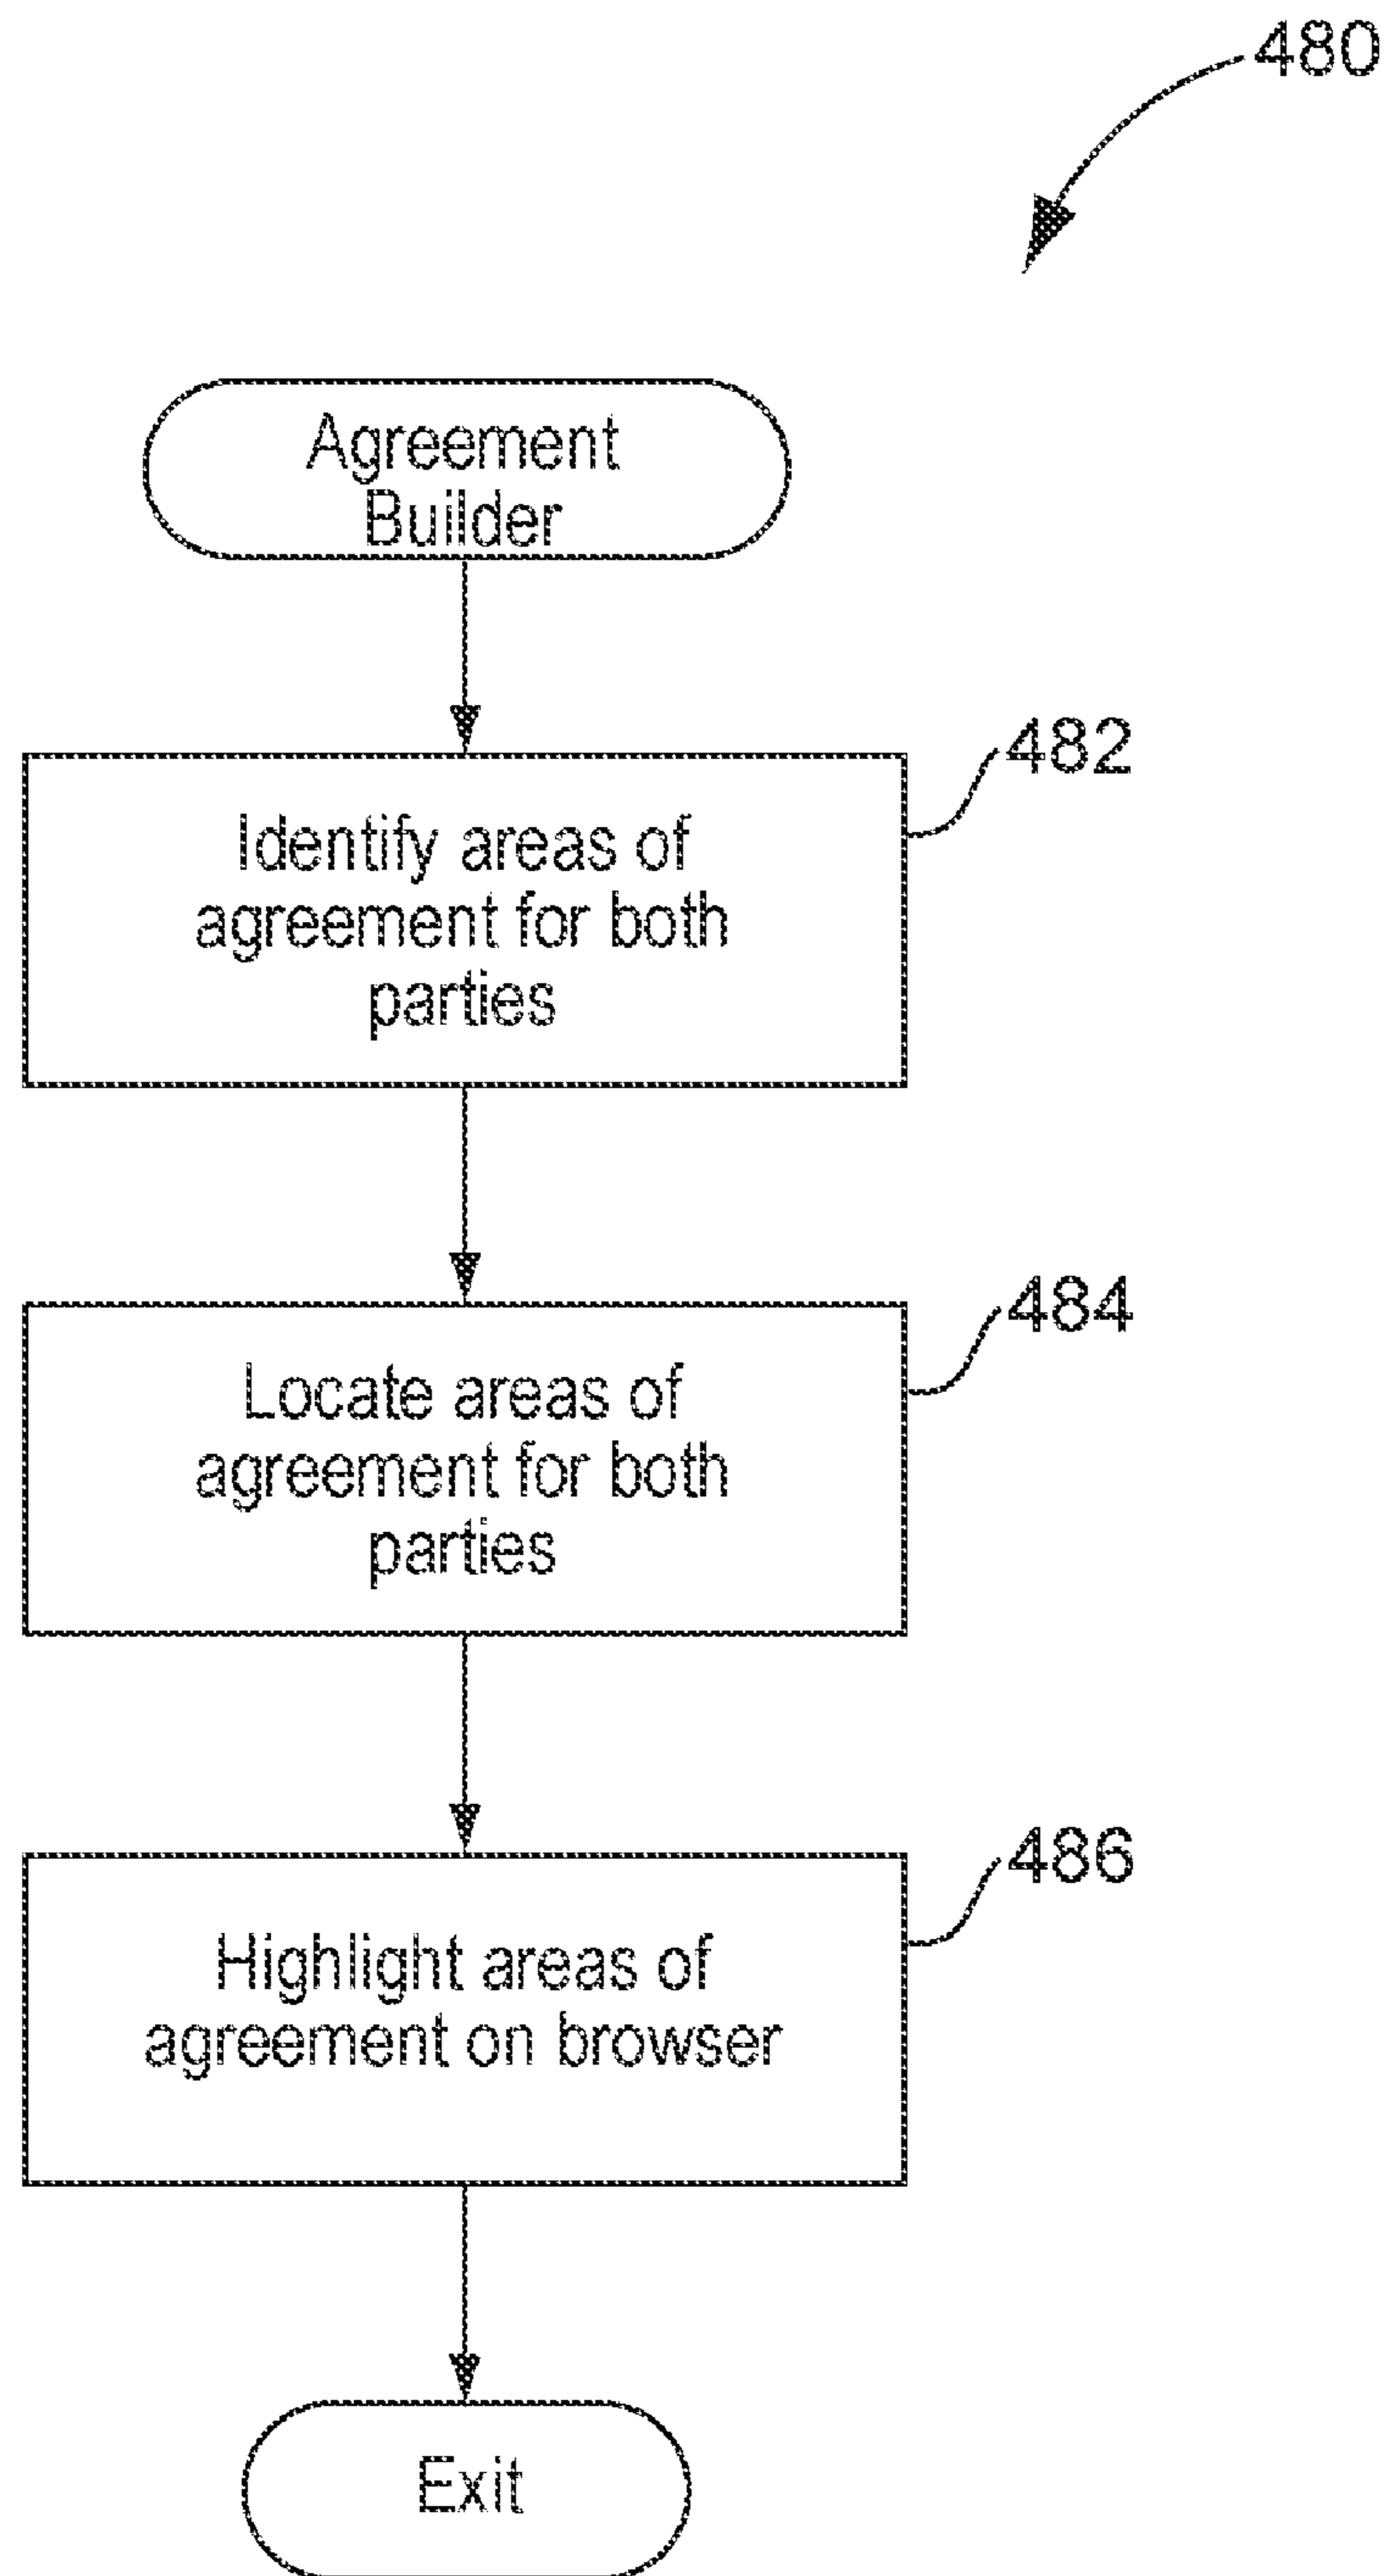 480
Agreement
Builder
482
Identify areas of
agreement for both
parties
484
Locate areas of
agreement for both
parties
486
Highlight areas of
agreement on browser
Exit